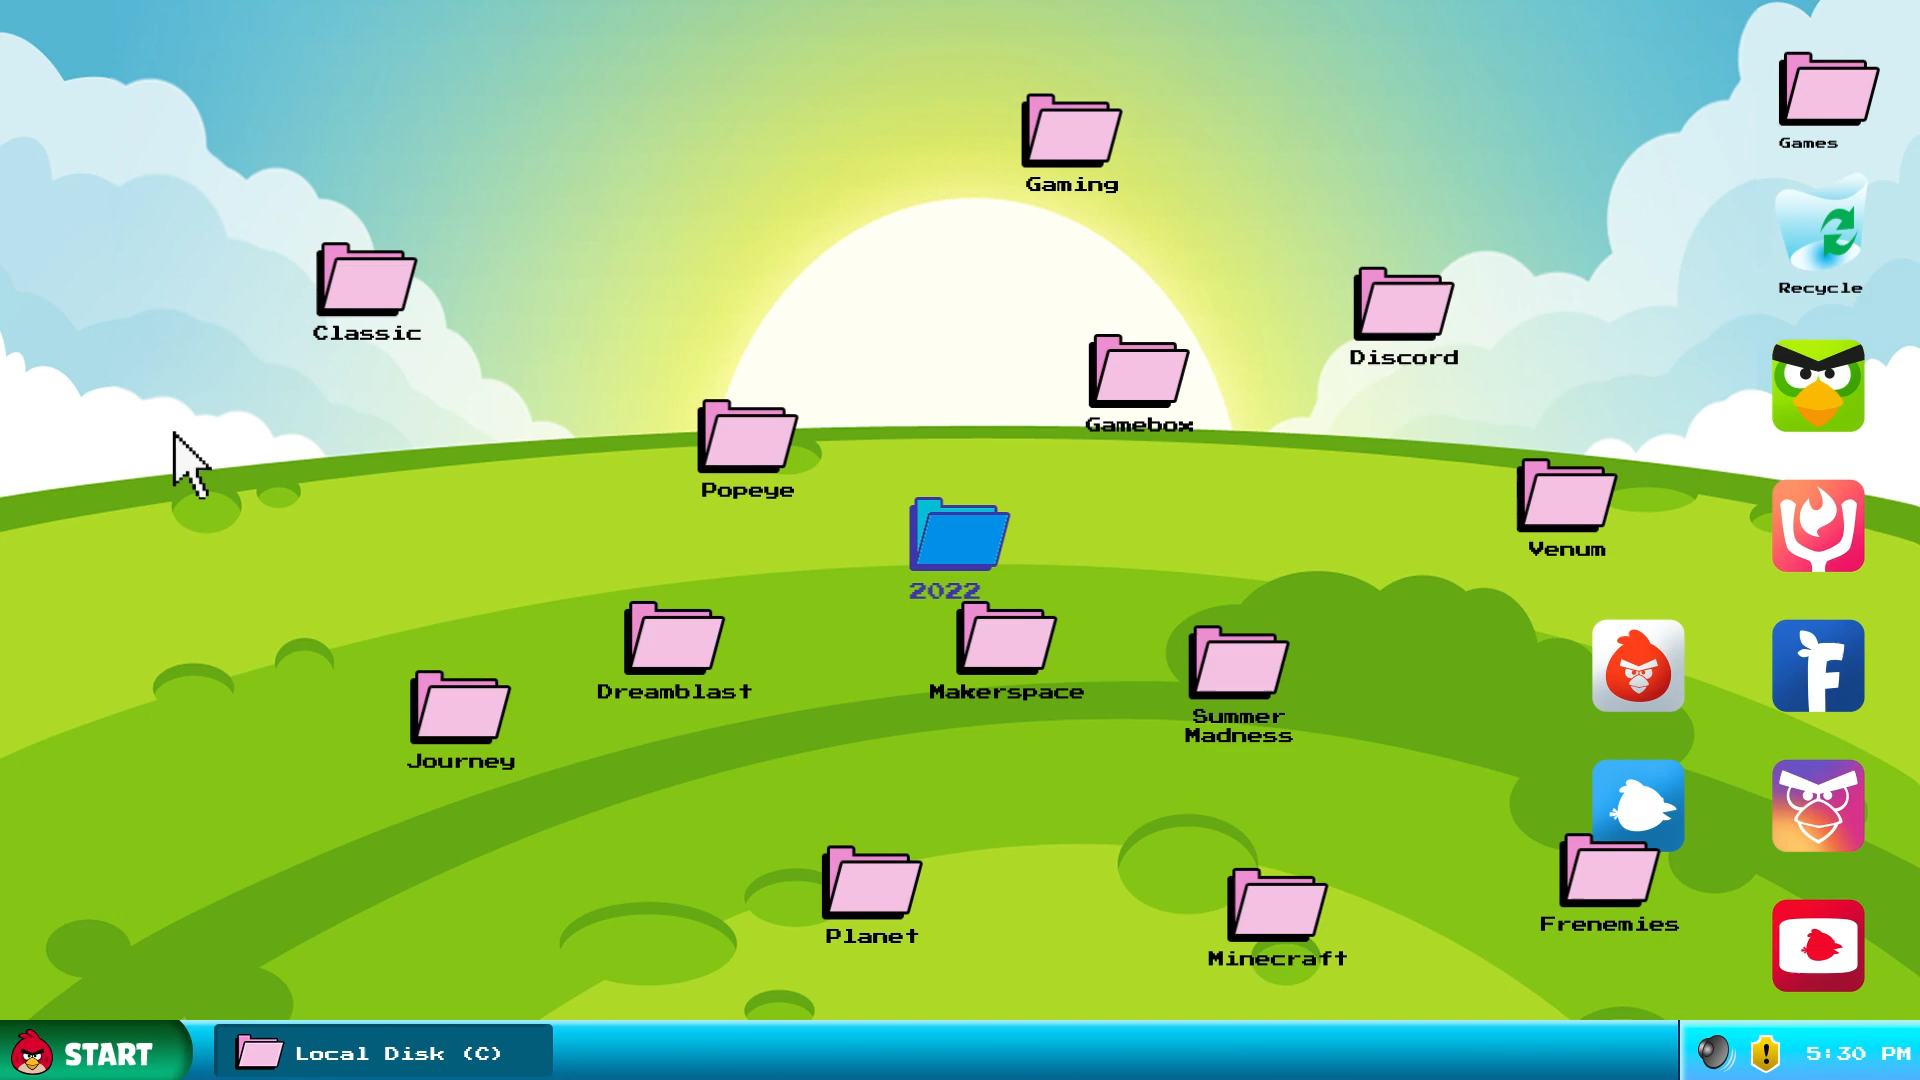 Games
Gaming
Recycle
Classic
Discord
Gamebox
Popeye
Venum
2022
Dreamblast
Makerspace
Summer
Madness
Journey
Frenemies
Planet
Minecraft
START
Local Disk (C)
5:30 PM